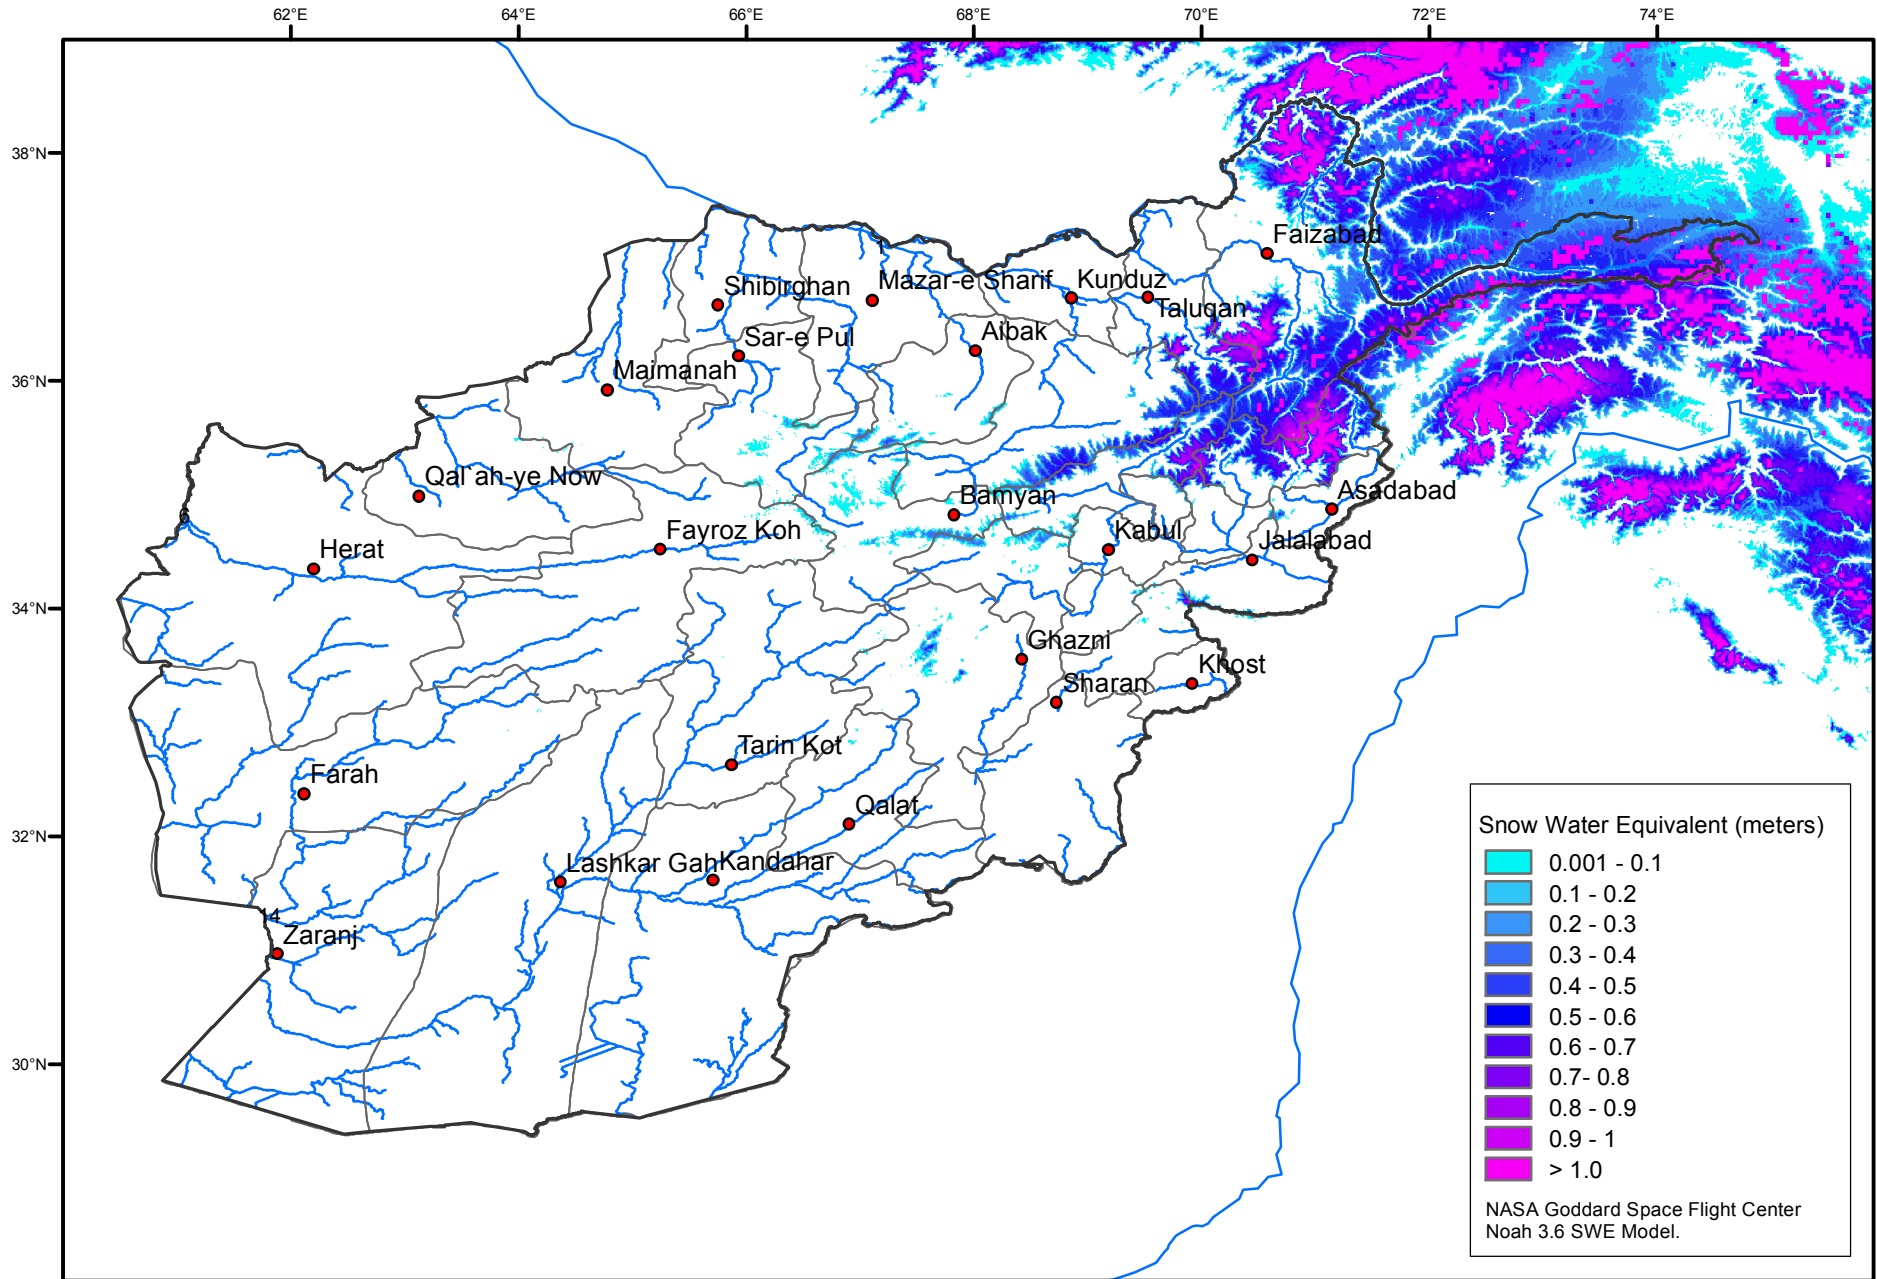 62°E
64°E
66°E
68°E
70°E
72°E
74°E
38°N
36°N
34°N
32°N
30°N
Faizabad
Shibirghan
Mazar-e Sharif
Kunduz
Taluqan
Sar-e Pul
Aibak
Maimanah
Qal`ah-ye Now
Bamyan
Asadabad
6
Herat
Fayroz Koh
Kabul
Jalalabad
Ghazni
Khost
Sharan
Tarin Kot
Farah
Qalat
Lashkar Gah
Kandahar
14
Zaranj
Snow Water Equivalent (meters)
0.001 - 0.1
0.1 - 0.2
0.2 - 0.3
0.3 - 0.4
0.4 - 0.5
0.5 - 0.6
0.6 - 0.7
0.7- 0.8
0.8 - 0.9
0.9 - 1
> 1.0
NASA Goddard Space Flight Center
Noah 3.6 SWE Model.